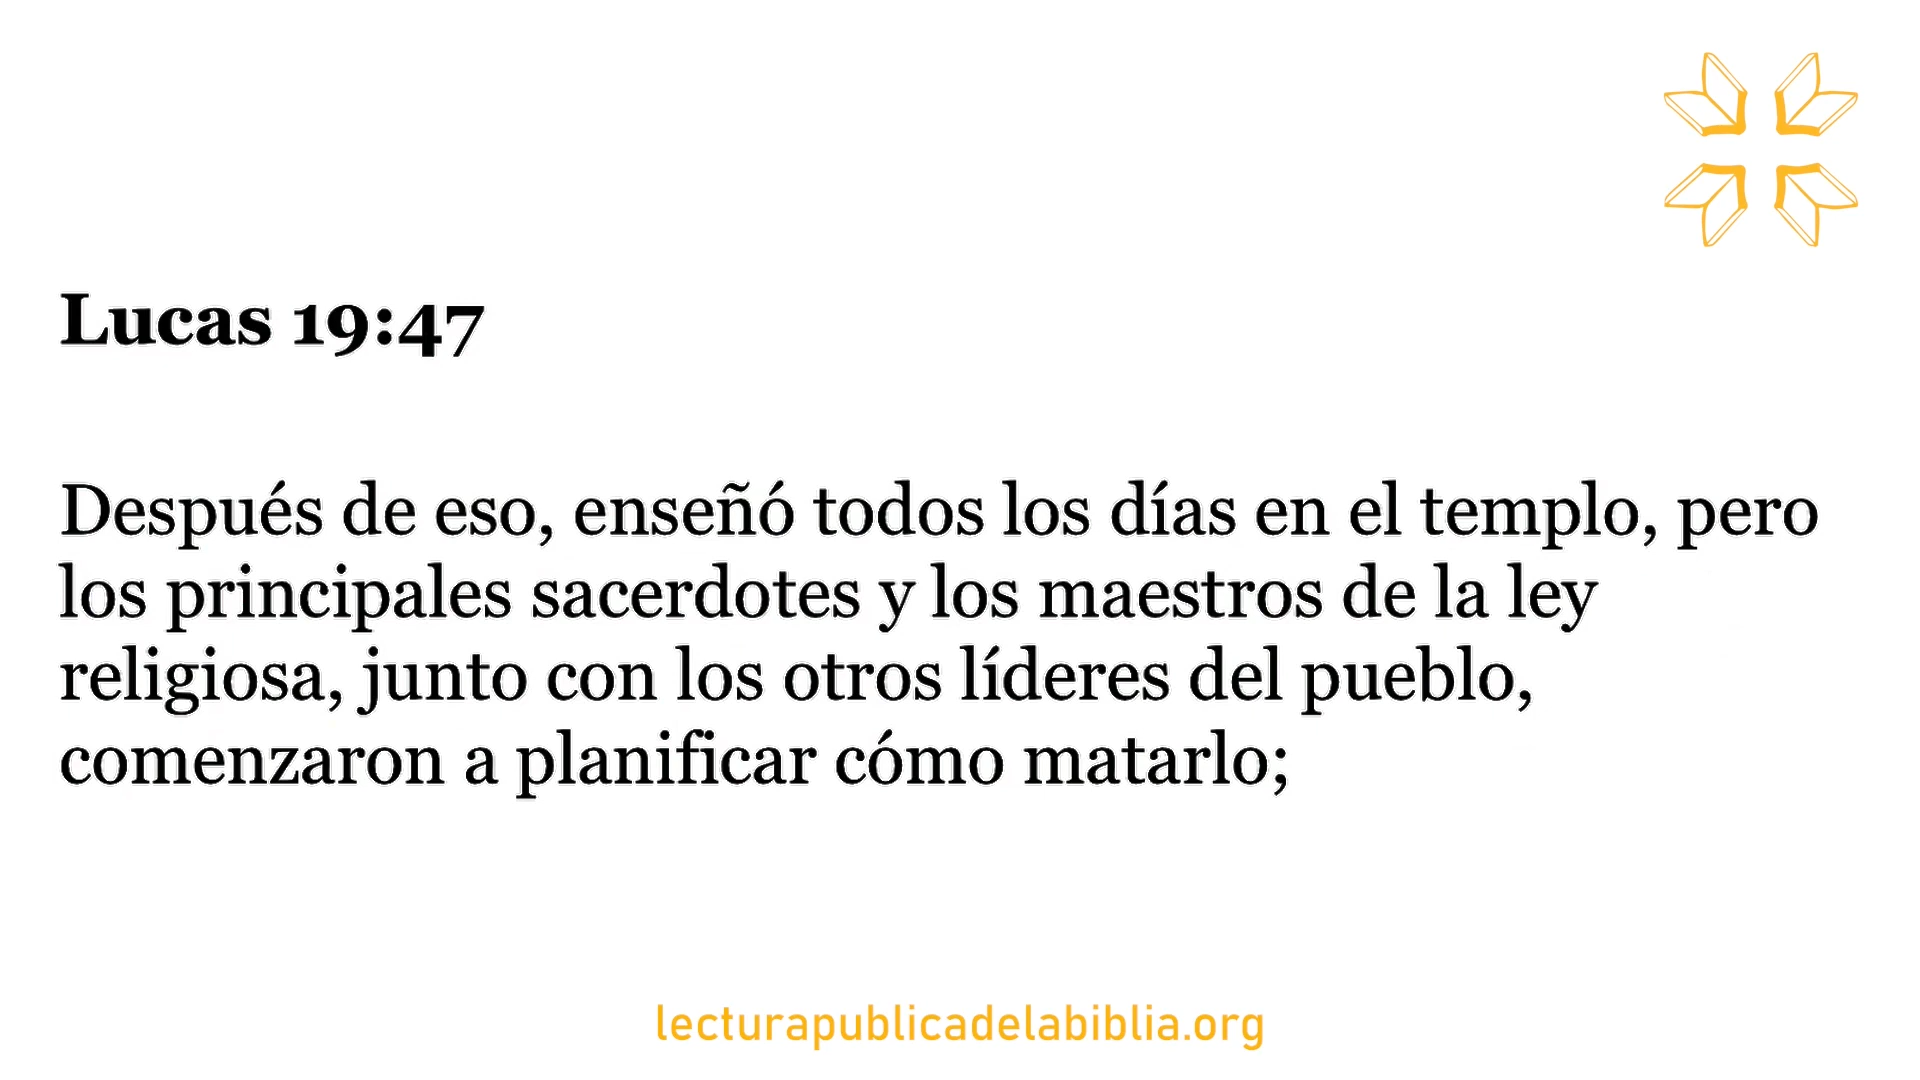 Lucas 19:47
Después de eso, enseñó todos los días en el templo, pero
los principales sacerdotes y los maestros de la ley
religiosa, junto con los otros líderes del pueblo,
comenzaron a planificar cómo matarlo;
lecturapublicadelabiblia.org